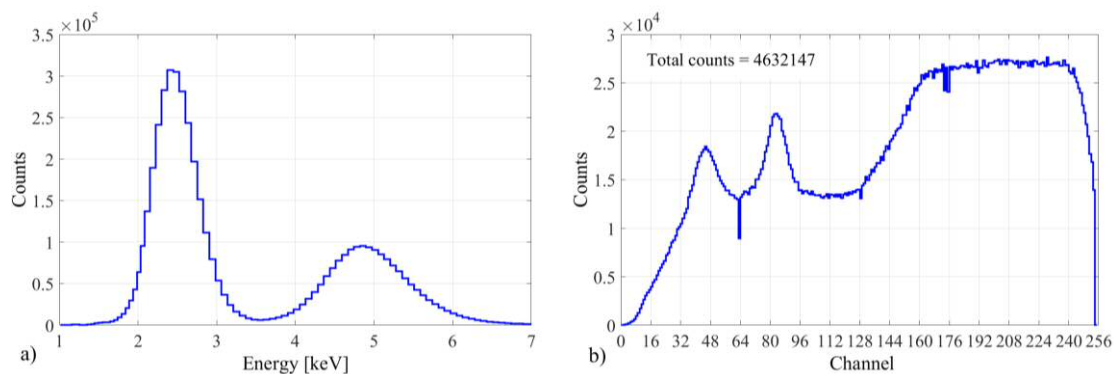 ×10⁵
3.5
3
2.5
2
1.5
1
0.5
0
Counts
1 2 3 4 5 6 7
Energy [keV]
a)
×10⁴
3
2.5
2
1.5
1
0.5
0
Counts
Total counts = 4632147
0 16 32 48 64 80 96 112 128 144 160 176 192 208 224 240 256
Channel
b)